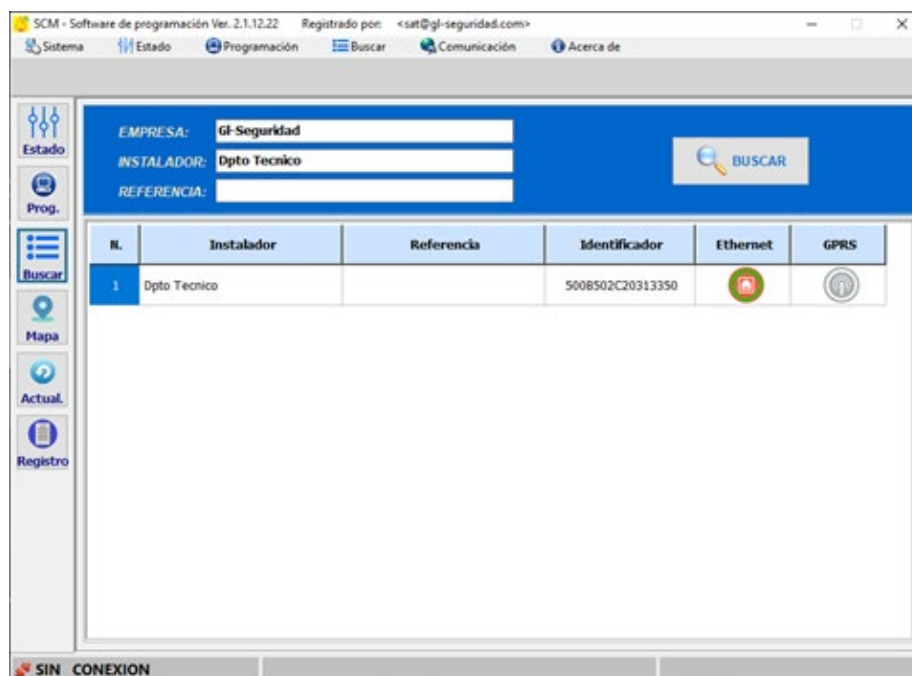 SCM - Software de programación Ver. 2.1.12.22 Registrado por: <sat@gl-seguridad.com>
Sistema Estado Programación Buscar Comunicación Acerca de
Estado
Prog.
Buscar
Mapa
Actual.
Registro
EMPRESA: Gl-Seguridad
INSTALADOR: Dpto Tecnico
REFERENCIA:
BUSCAR
N. Instalador Referencia Identificador Ethernet GPRS
1 Dpto Tecnico S00B502C20313350
SIN CONEXION